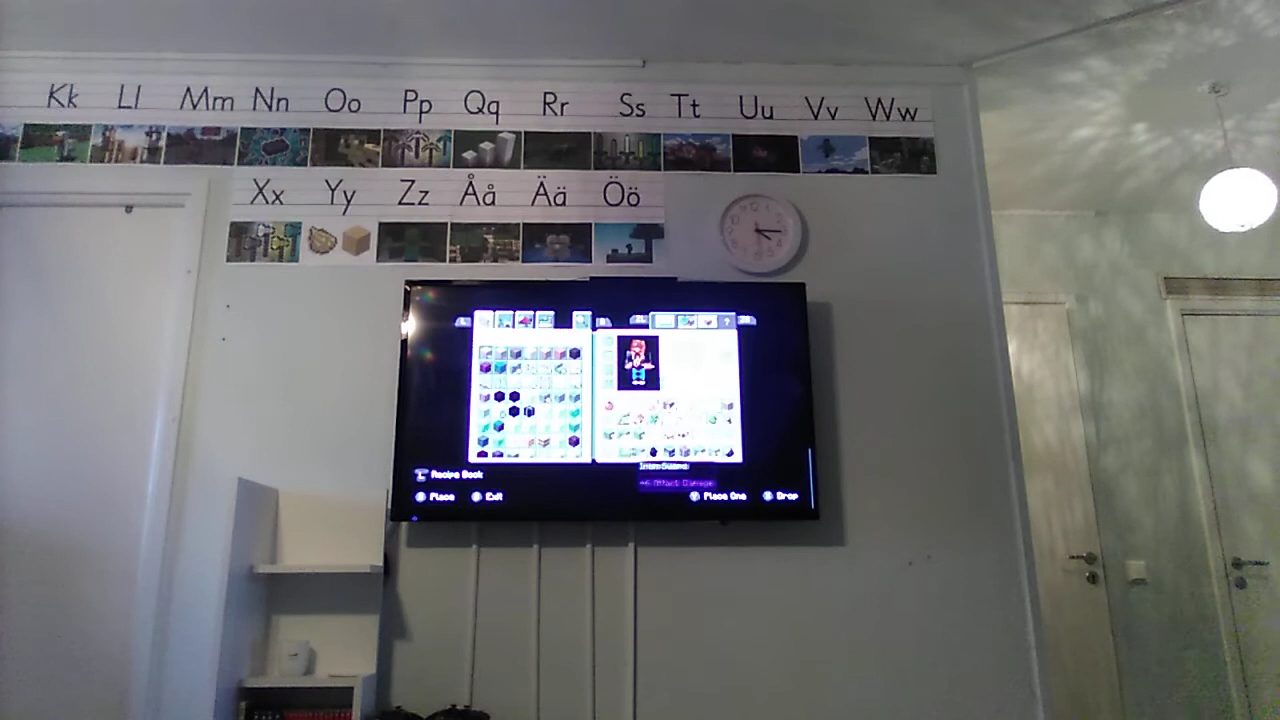 Kk Ll Mm Nn Oo Pp Qq Rr Ss Tt Uu Vv Ww
Xx Yy Zz Åå Ää Öö
Recipe Book
Place Exit Place One Drop